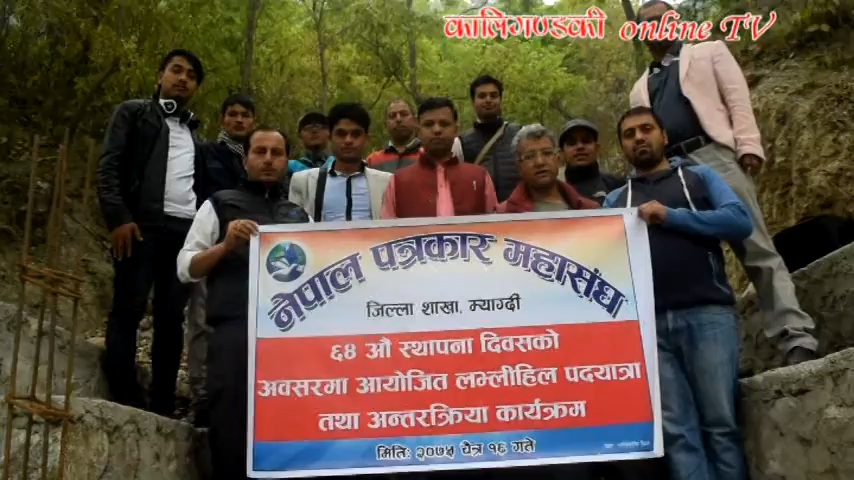 कालिगण्डकी online TV
नेपाल पत्रकार महासंघ
जिल्ला शाखा, म्याग्दी
६४ औ स्थापना दिवसको
अवसरमा आयोजित लभ्लीहिल पदयात्रा
तथा अन्तरक्रिया कार्यक्रम
मिति: २०७५ चैत्र १६ गते